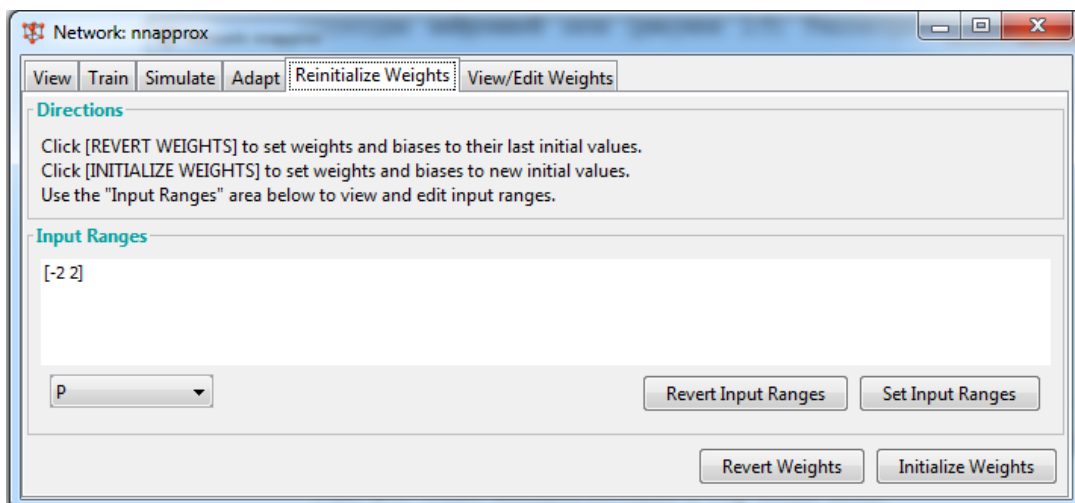 Network: nnapprox
View Train Simulate Adapt Reinitialize Weights View/Edit Weights
Directions
Click [REVERT WEIGHTS] to set weights and biases to their last initial values.
Click [INITIALIZE WEIGHTS] to set weights and biases to new initial values.
Use the "Input Ranges" area below to view and edit input ranges.
Input Ranges
[-2 2]
P Revert Input Ranges Set Input Ranges
Revert Weights Initialize Weights